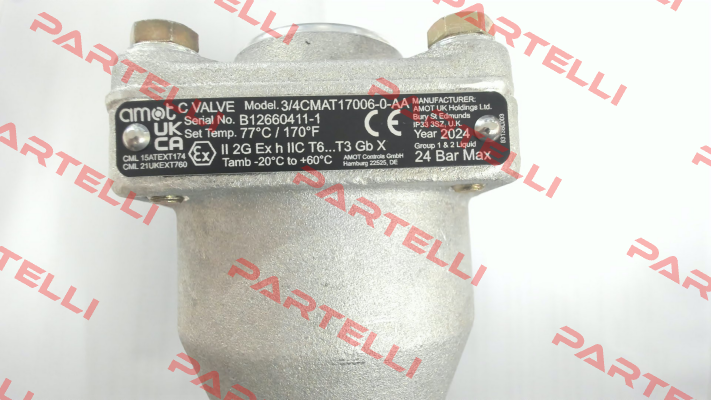 amot
UK
CA
CML 15ATEXT174
CML 21UKEXT760
T C VALVE Model. 3/4CMAT17006-0-AA
Serial No. B12660411-1
Set Temp. 77°C / 170°F
Ex II 2G Ex h IIC T6...T3 Gb X
Tamb -20°C to +60°C
AMOT Controls GmbH
Hamburg 22525, DE
CE
MANUFACTURER:
AMOT UK Holdings Ltd.
Bury St Edmunds
IP33 3SZ, U.K.
Year 2024
Group 1 & 2 Liquid
24 Bar Max
PARTELLI
PARTELLI
PARTELLI
PARTELLI
PARTELLI
PARTELLI
PARTELLI
PARTELLI